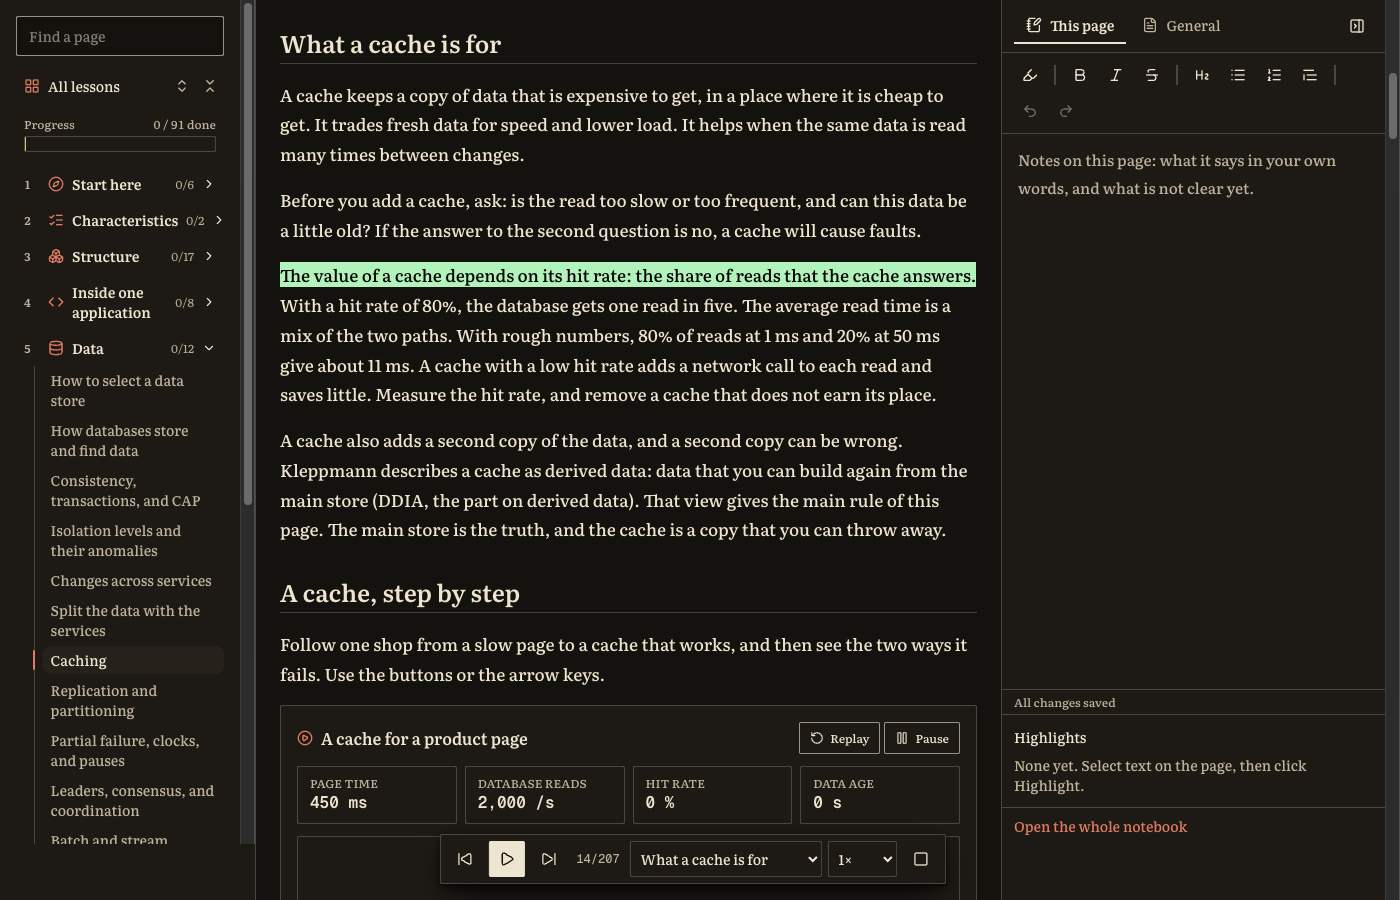 Find a page
All lessons
Progress 0 / 91 done
1 Start here 0/6
2 Characteristics 0/2
3 Structure 0/17
4 Inside one application 0/8
5 Data 0/12
How to select a data
store
How databases store
and find data
Consistency,
transactions, and CAP
Isolation levels and
their anomalies
Changes across services
Split the data with the
services
Caching
Replication and
partitioning
Partial failure, clocks,
and pauses
Leaders, consensus, and
coordination
Batch and stream
What a cache is for
A cache keeps a copy of data that is expensive to get, in a place where it is cheap to
get. It trades fresh data for speed and lower load. It helps when the same data is read
many times between changes.
Before you add a cache, ask: is the read too slow or too frequent, and can this data be
a little old? If the answer to the second question is no, a cache will cause faults.
The value of a cache depends on its hit rate: the share of reads that the cache answers.
With a hit rate of 80%, the database gets one read in five. The average read time is a
mix of the two paths. With rough numbers, 80% of reads at 1 ms and 20% at 50 ms
give about 11 ms. A cache with a low hit rate adds a network call to each read and
saves little. Measure the hit rate, and remove a cache that does not earn its place.
A cache also adds a second copy of the data, and a second copy can be wrong.
Kleppmann describes a cache as derived data: data that you can build again from the
main store (DDIA, the part on derived data). That view gives the main rule of this
page. The main store is the truth, and the cache is a copy that you can throw away.
A cache, step by step
Follow one shop from a slow page to a cache that works, and then see the two ways it
fails. Use the buttons or the arrow keys.
A cache for a product page
Replay
Pause
PAGE TIME
450 ms
DATABASE READS
2,000 /s
HIT RATE
0 %
DATA AGE
0 s
14/207
What a cache is for
1×
This page
General
B I S H2
Notes on this page: what it says in your own
words, and what is not clear yet.
All changes saved
Highlights
None yet. Select text on the page, then click
Highlight.
Open the whole notebook